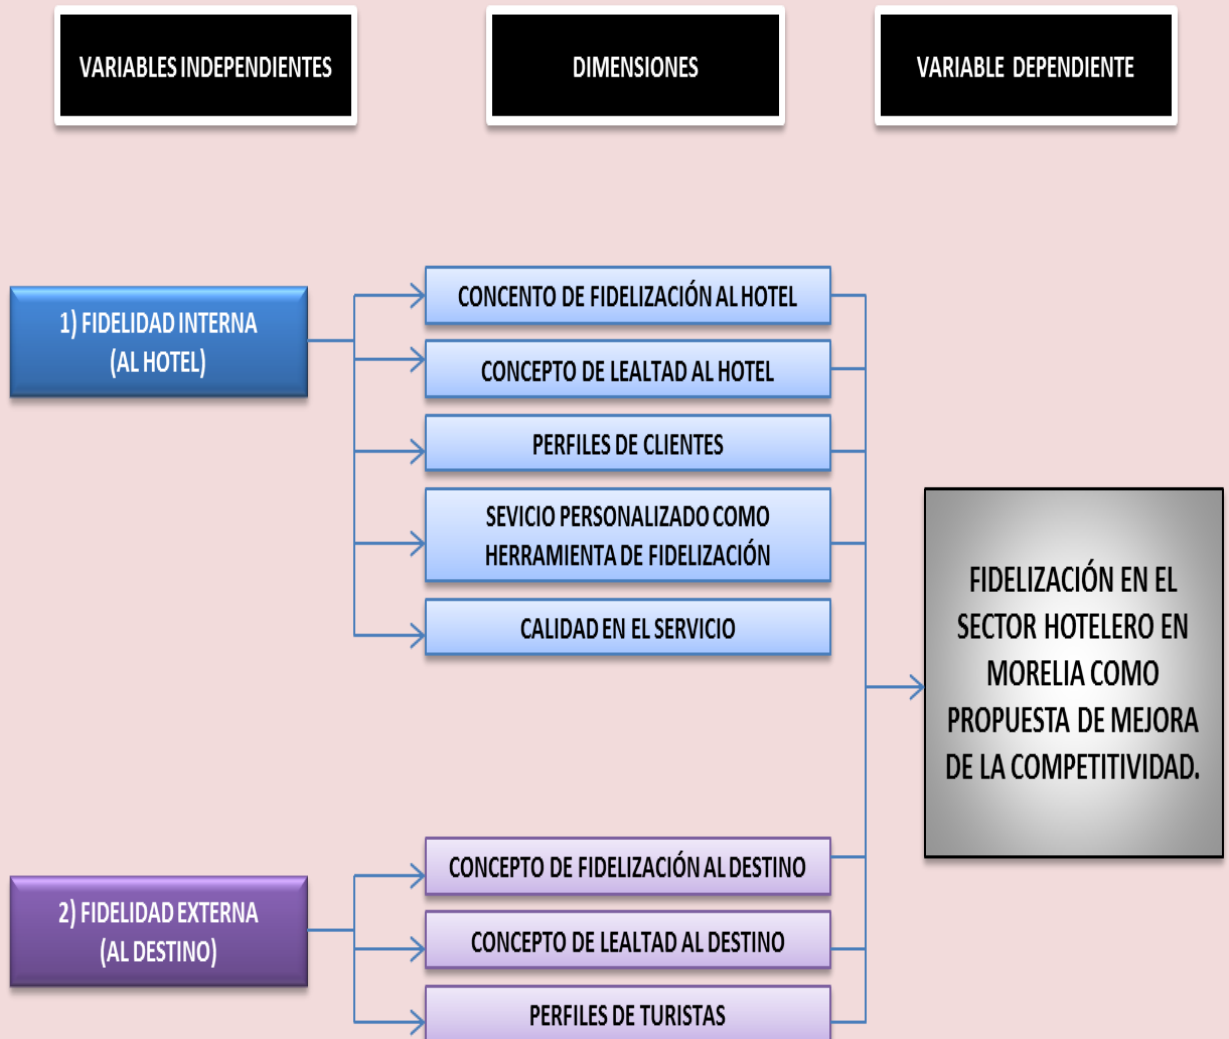 VARIABLES INDEPENDIENTES
DIMENSIONES
VARIABLE DEPENDIENTE
1) FIDELIDAD INTERNA
(AL HOTEL)
CONCENTO DE FIDELIZACIÓN AL HOTEL
CONCEPTO DE LEALTAD AL HOTEL
PERFILES DE CLIENTES
SEVICIO PERSONALIZADO COMO
HERRAMIENTA DE FIDELIZACIÓN
CALIDAD EN EL SERVICIO
2) FIDELIDAD EXTERNA
(AL DESTINO)
CONCEPTO DE FIDELIZACIÓN AL DESTINO
CONCEPTO DE LEALTAD AL DESTINO
PERFILES DE TURISTAS
FIDELIZACIÓN EN EL
SECTOR HOTELERO EN
MORELIA COMO
PROPUESTA DE MEJORA
DE LA COMPETITIVIDAD.